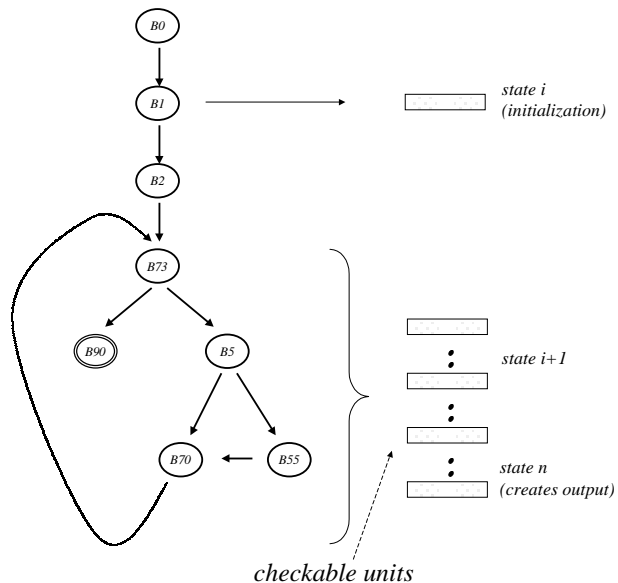 B0
B1
state i
(initialization)
B2
B73
B90
B5
state i+1
B70
B55
state n
(creates output)
checkable units